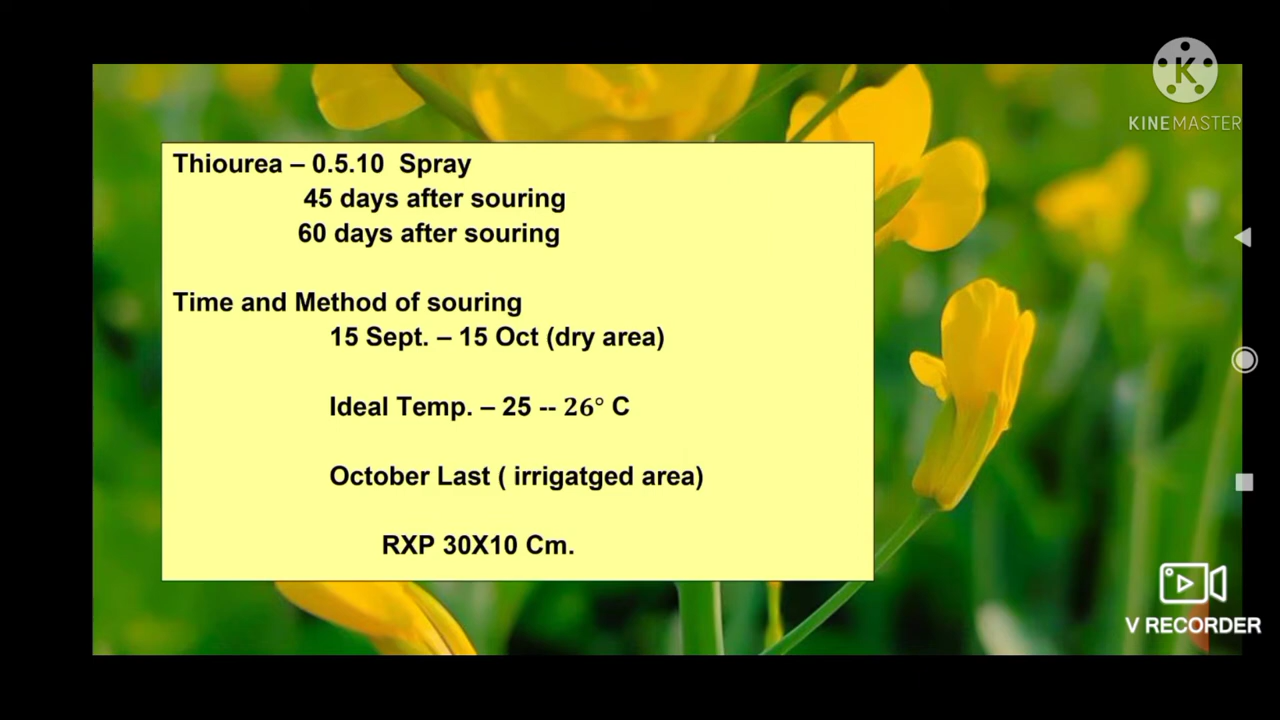 Thiourea – 0.5.10 Spray
45 days after souring
60 days after souring
Time and Method of souring
15 Sept. – 15 Oct (dry area)
Ideal Temp. – 25 -- 26° C
October Last ( irrigatged area)
RXP 30X10 Cm.
K
KINEMASTER
V RECORDER